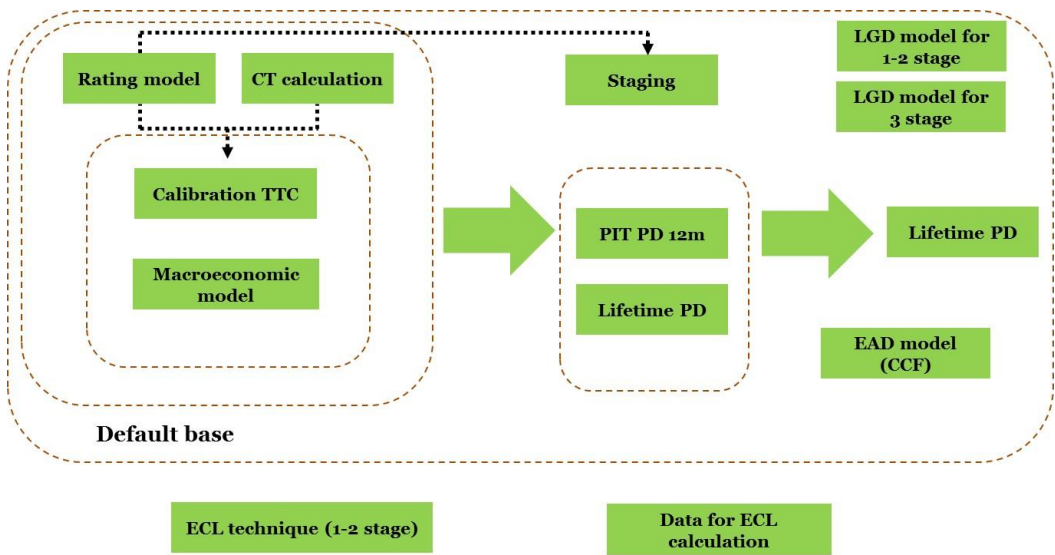 Rating model
CT calculation
Staging
LGD model for
1-2 stage
LGD model for
3 stage
Calibration TTC
Macroeconomic
model
PIT PD 12m
Lifetime PD
Lifetime PD
EAD model
(CCF)
Default base
ECL technique (1-2 stage)
Data for ECL
calculation